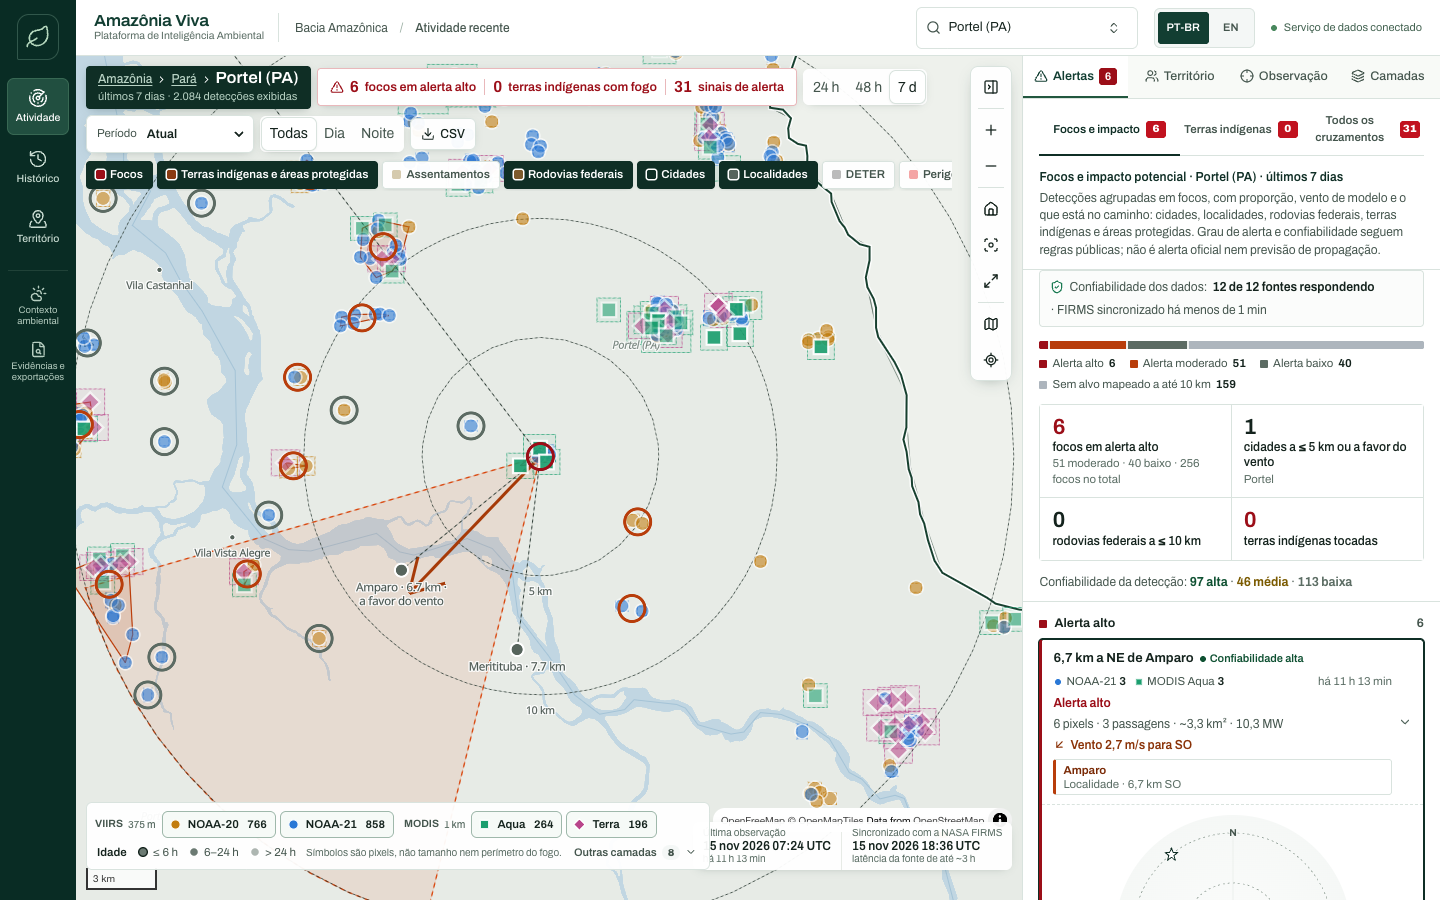 Amazônia Viva
Plataforma de Inteligência Ambiental
Bacia Amazônica / Atividade recente
Portel (PA)
PT-BR EN
Serviço de dados conectado
Atividade
Histórico
Território
Contexto
ambiental
Evidências e
exportações
Amazônia › Pará › Portel (PA)
últimos 7 dias · 2.084 detecções exibidas
6 focos em alerta alto
0 terras indígenas com fogo
31 sinais de alerta
24 h 48 h 7 d
Período Atual
Todas Dia Noite
CSV
Focos
Terras indígenas e áreas protegidas
Assentamentos
Rodovias federais
Cidades
Localidades
DETER
Perig
Vila Castanhal
Portel (PA)
Vila Vista Alegre
Amparo · 6.7 km ·
a favor do vento
5 km
Meritituba · 7.7 km
10 km
VIIRS 375 m NOAA-20 766 NOAA-21 858 MODIS 1 km Aqua 264 Terra 196
Idade ≤ 6 h 6–24 h > 24 h Símbolos são pixels, não tamanho nem perímetro do fogo. Outras camadas 8
3 km
OpenFreeMap © OpenMapTiles Data from OpenStreetMap
ltima observação
5 nov 2026 07:24 UTC
á 11 h 13 min
Sincronizado com a NASA FIRMS
15 nov 2026 18:36 UTC
latência da fonte de até ~3 h
Alertas 6
Território
Observação
Camadas
Focos e impacto 6
Terras indígenas 0
Todos os
cruzamentos 31
Focos e impacto potencial · Portel (PA) · últimos 7 dias
Detecções agrupadas em focos, com proporção, vento de modelo e o
que está no caminho: cidades, localidades, rodovias federais, terras
indígenas e áreas protegidas. Grau de alerta e confiabilidade seguem
regras públicas; não é alerta oficial nem previsão de propagação.
Confiabilidade dos dados: 12 de 12 fontes respondendo
· FIRMS sincronizado há menos de 1 min
Alerta alto 6 Alerta moderado 51 Alerta baixo 40
Sem alvo mapeado a até 10 km 159
6
focos em alerta alto
51 moderado · 40 baixo · 256
focos no total
1
cidades a ≤ 5 km ou a favor do
vento
Portel
0
rodovias federais a ≤ 10 km
0
terras indígenas tocadas
Confiabilidade da detecção: 97 alta · 46 média · 113 baixa
Alerta alto 6
6,7 km a NE de Amparo Confiabilidade alta
NOAA-21 3 MODIS Aqua 3 há 11 h 13 min
Alerta alto
6 pixels · 3 passagens · ~3,3 km² · 10,3 MW
Vento 2,7 m/s para SO
Amparo
Localidade · 6,7 km SO
N